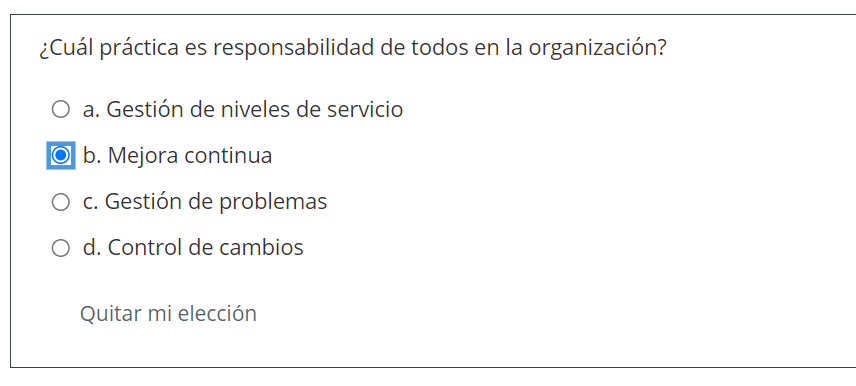 ¿Cuál práctica es responsabilidad de todos en la organización?
a. Gestión de niveles de servicio
b. Mejora continua
c. Gestión de problemas
d. Control de cambios
Quitar mi elección